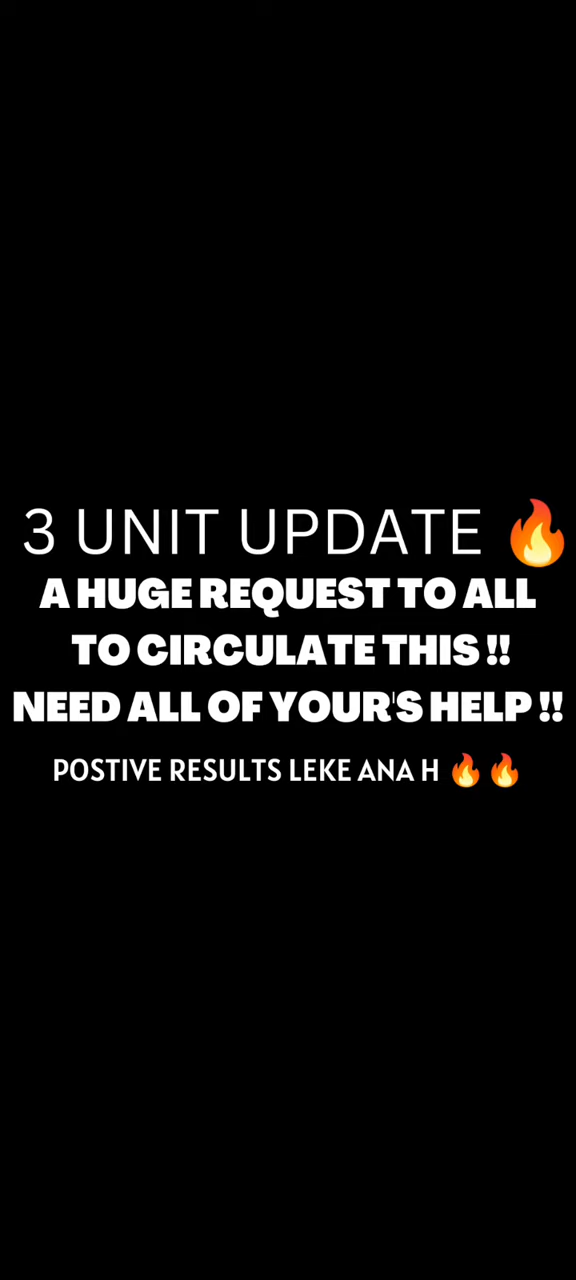 3 UNIT UPDATE 🔥
A HUGE REQUEST TO ALL
TO CIRCULATE THIS !!
NEED ALL OF YOUR'S HELP !!
POSTIVE RESULTS LEKE ANA H 🔥🔥